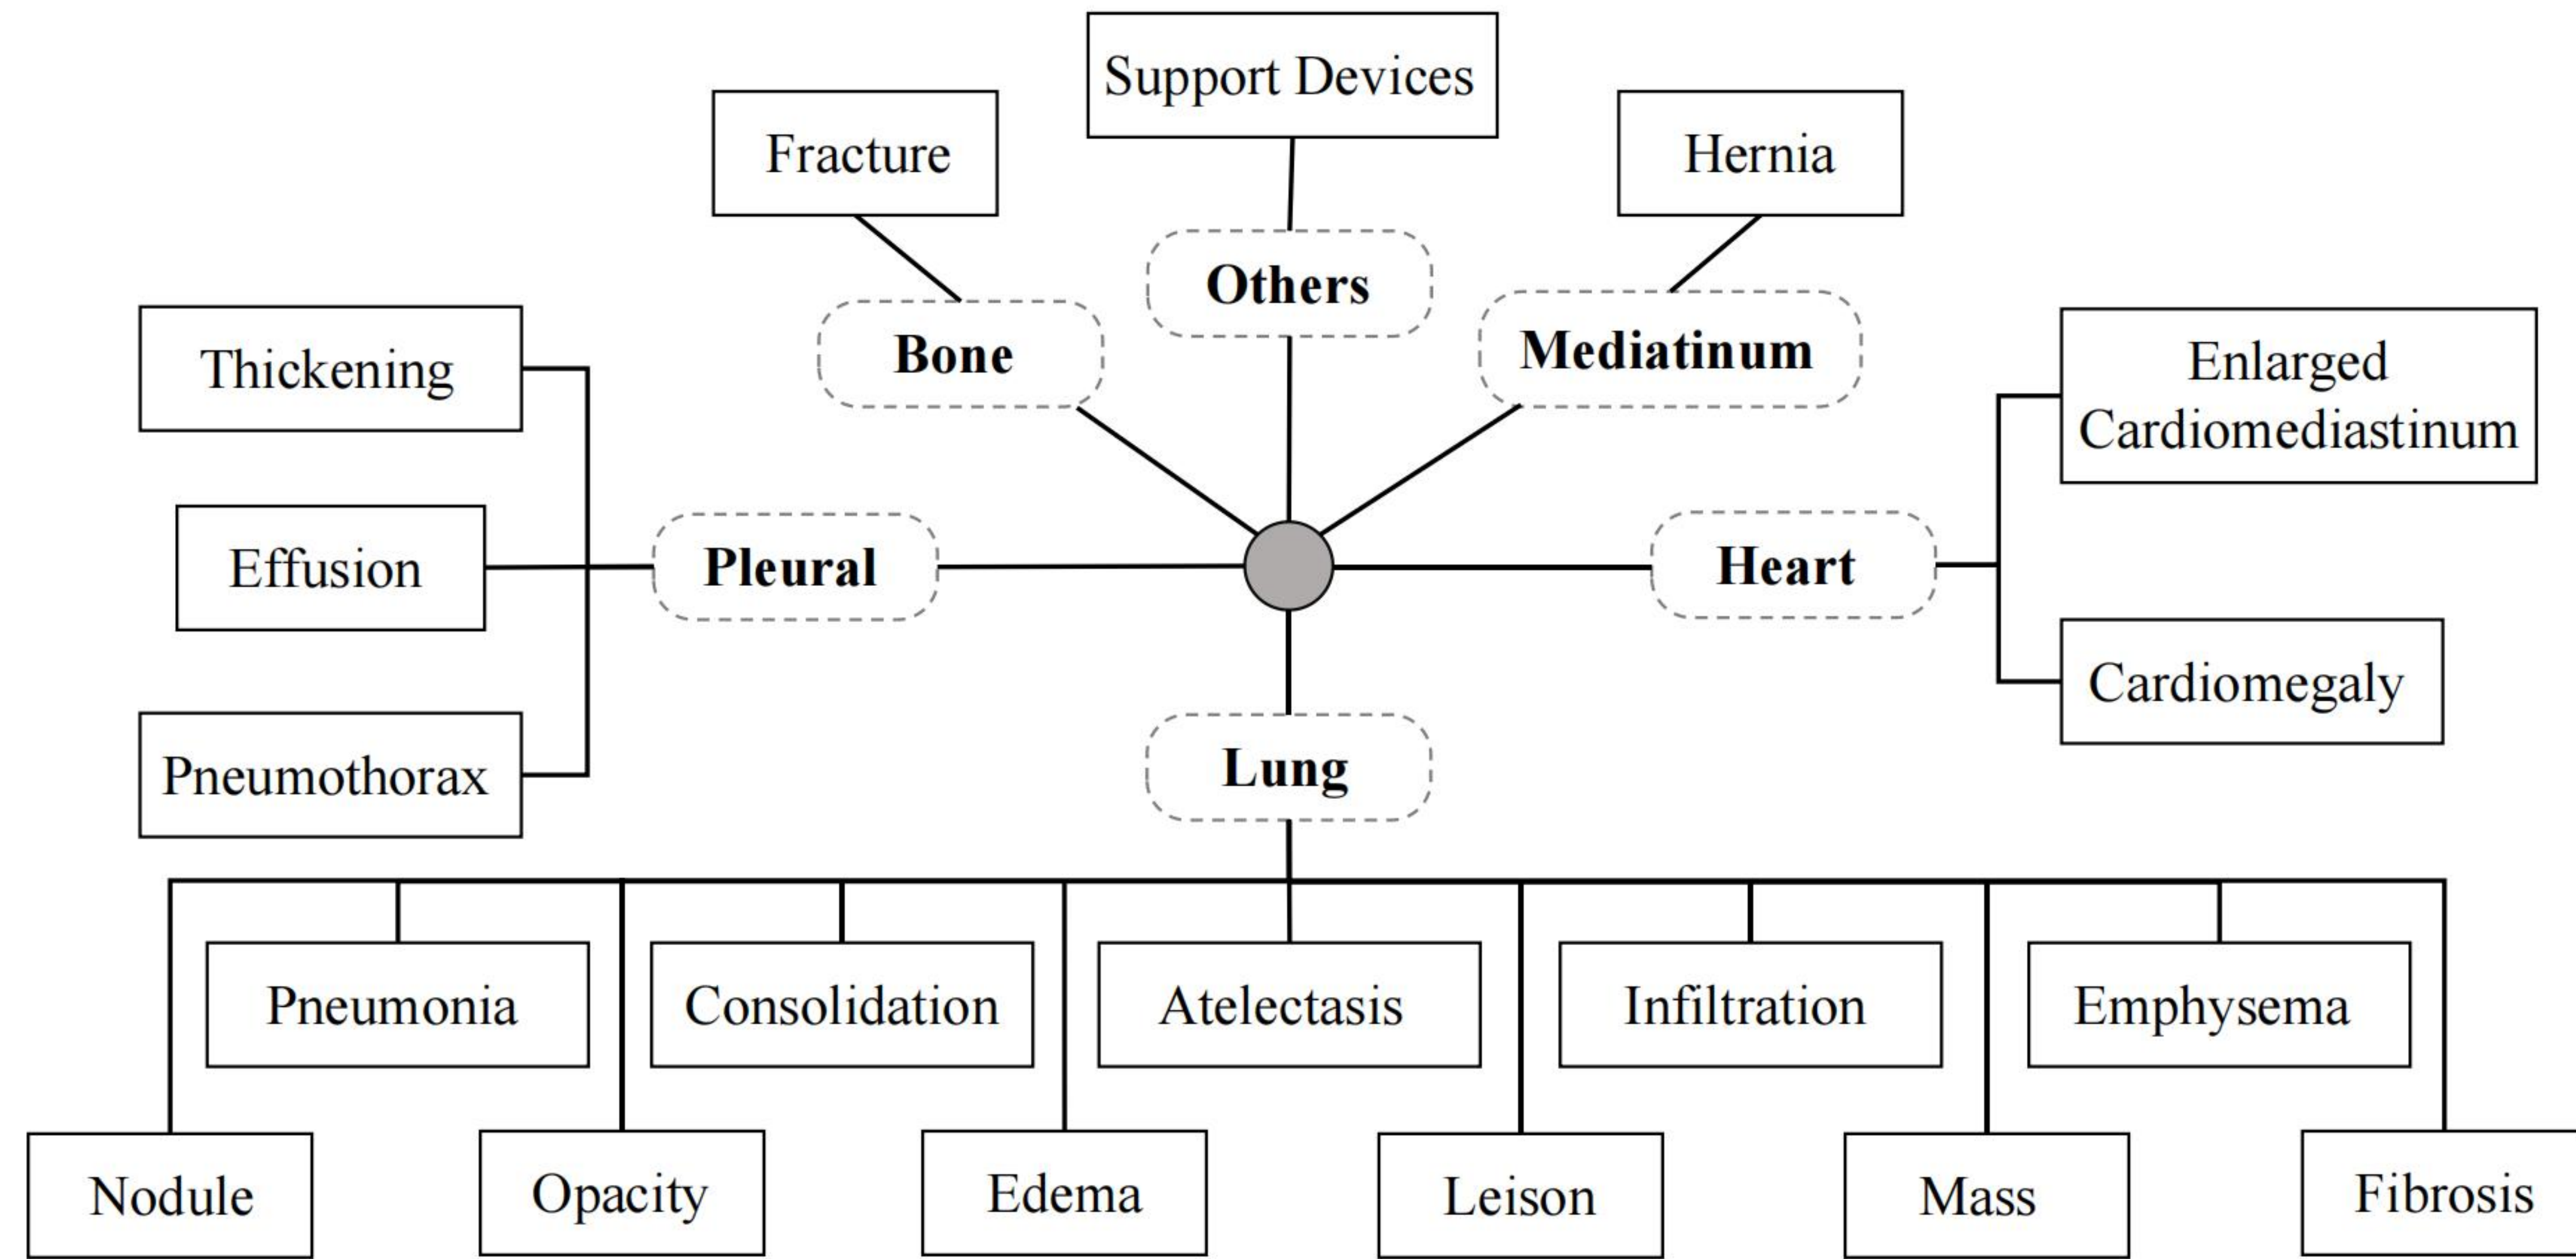 Support Devices
Fracture
Hernia
Others
Bone
Mediatinum
Thickening
Enlarged
Cardiomediastinum
Effusion
Pleural
Heart
Cardiomegaly
Pneumothorax
Lung
Pneumonia
Consolidation
Atelectasis
Infiltration
Emphysema
Nodule
Opacity
Edema
Leison
Mass
Fibrosis